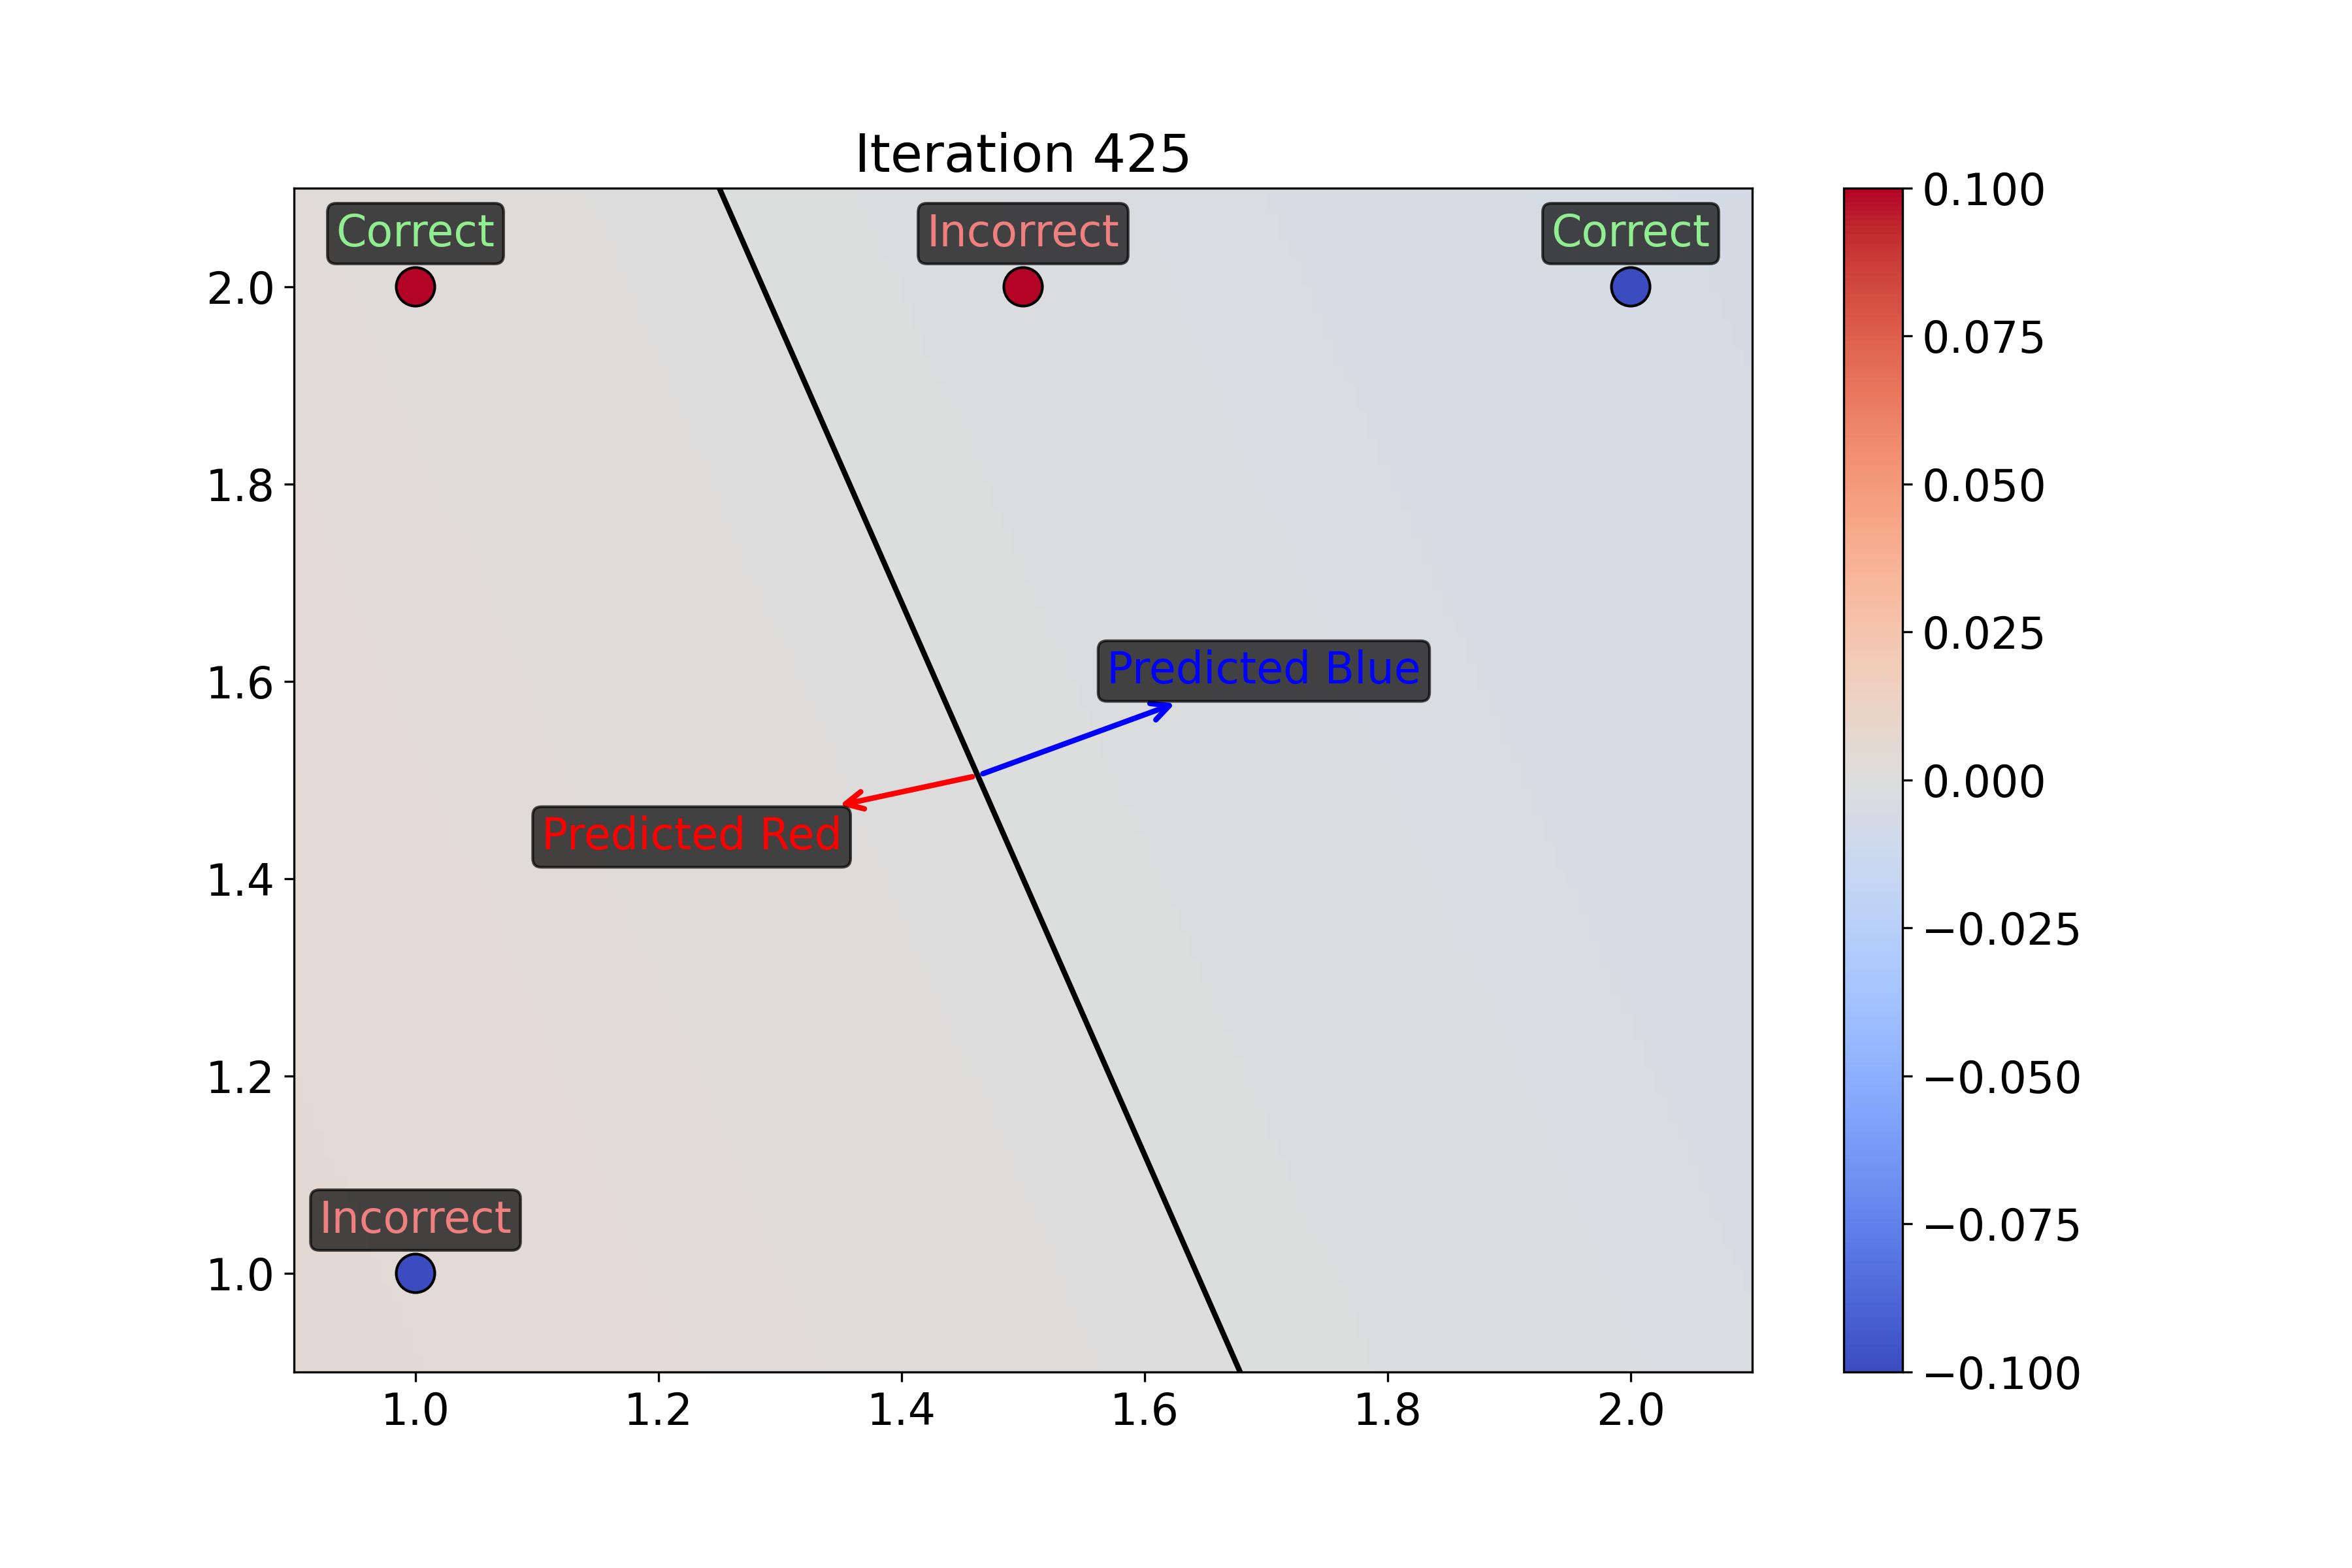 Iteration 425
Correct
Incorrect
Correct
Predicted Blue
Predicted Red
Incorrect
2.0
1.8
1.6
1.4
1.2
1.0
1.0 1.2 1.4 1.6 1.8 2.0
0.100
0.075
0.050
0.025
0.000
−0.025
−0.050
−0.075
−0.100